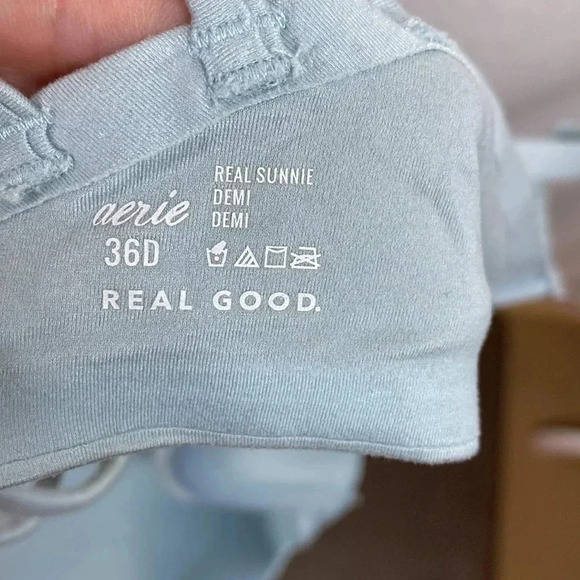 aerie
36D
REAL SUNNIE
DEMI
DEMI
REAL GOOD.